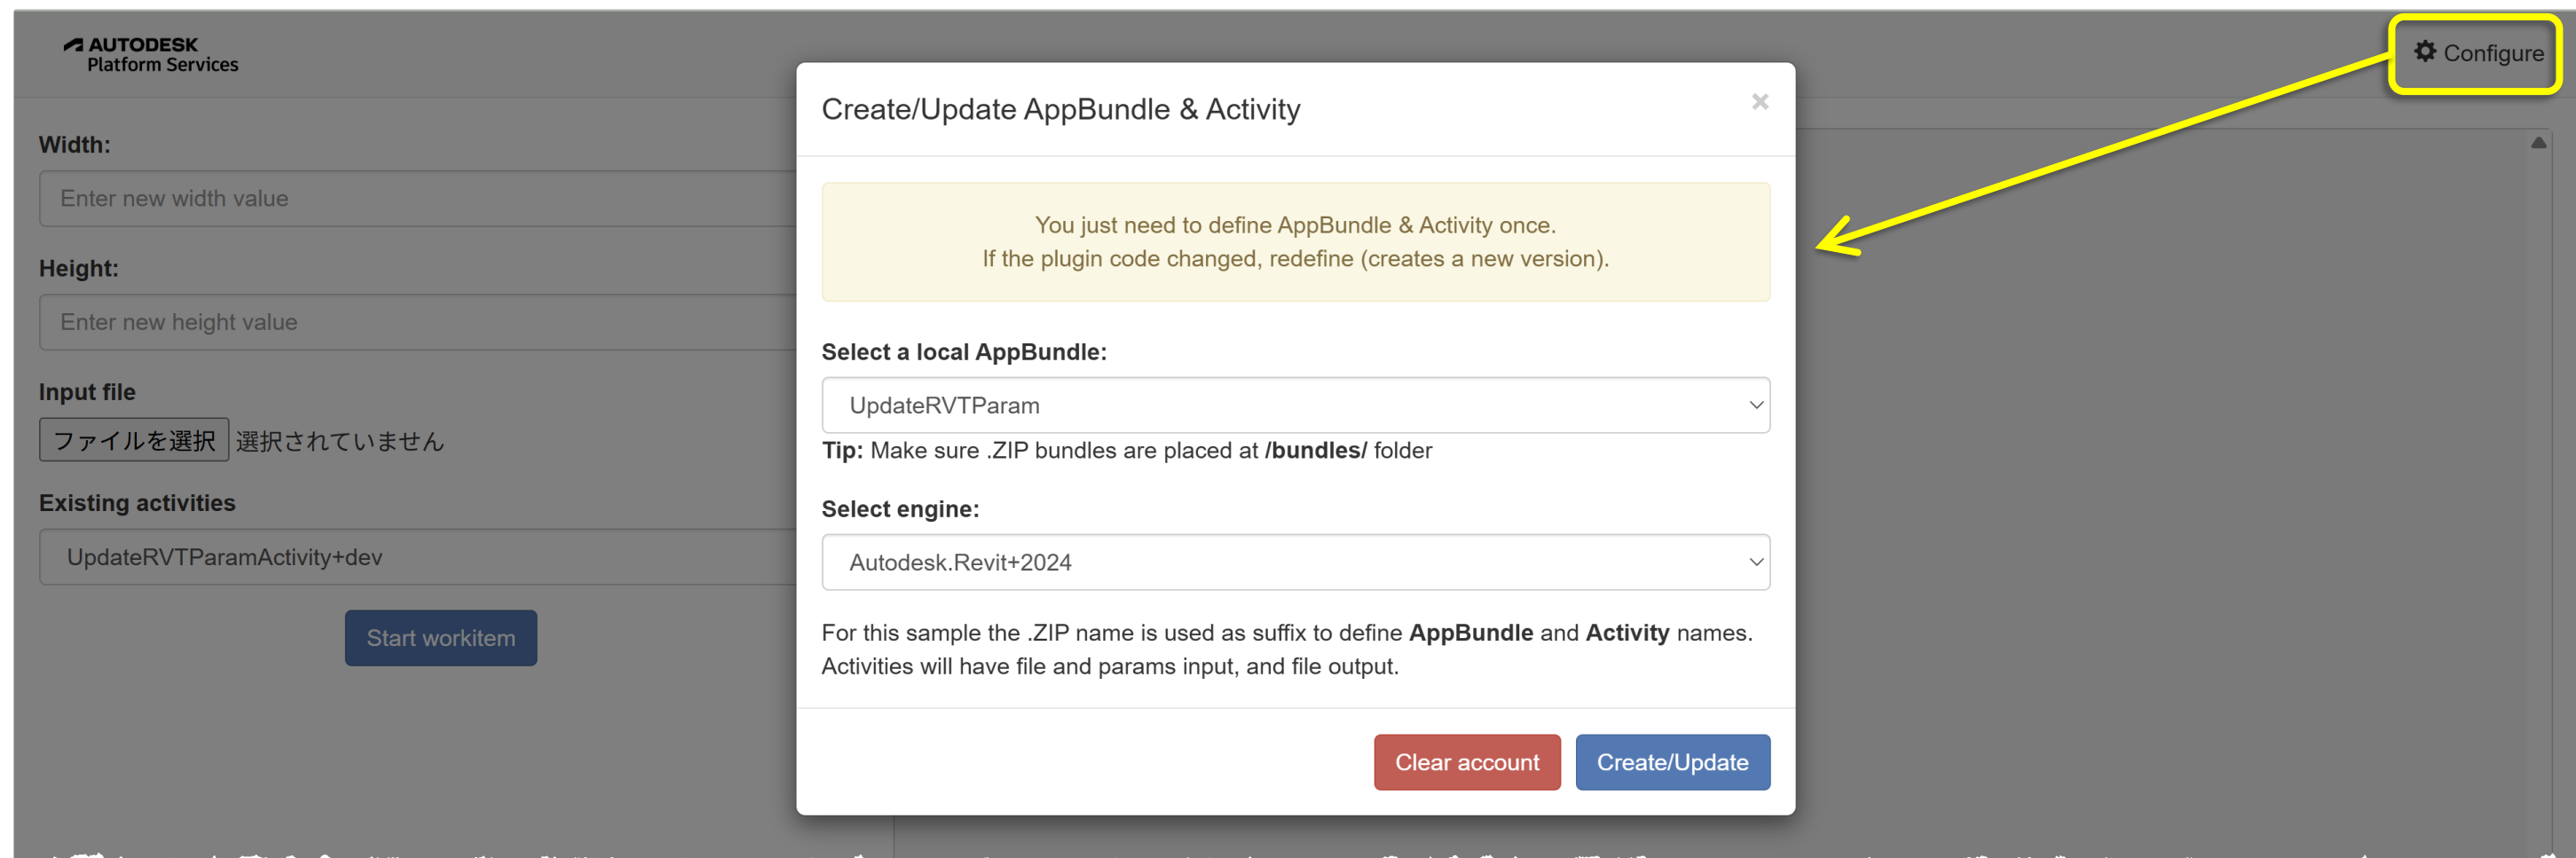 AUTODESK
Platform Services
Configure
Width:
Enter new width value
Height:
Enter new height value
Input file
ファイルを選択 選択されていません
Existing activities
UpdateRVTParamActivity+dev
Start workitem
Create/Update AppBundle & Activity
×
You just need to define AppBundle & Activity once.
If the plugin code changed, redefine (creates a new version).
Select a local AppBundle:
UpdateRVTParam
Tip: Make sure .ZIP bundles are placed at /bundles/ folder
Select engine:
Autodesk.Revit+2024
For this sample the .ZIP name is used as suffix to define AppBundle and Activity names.
Activities will have file and params input, and file output.
Clear account
Create/Update